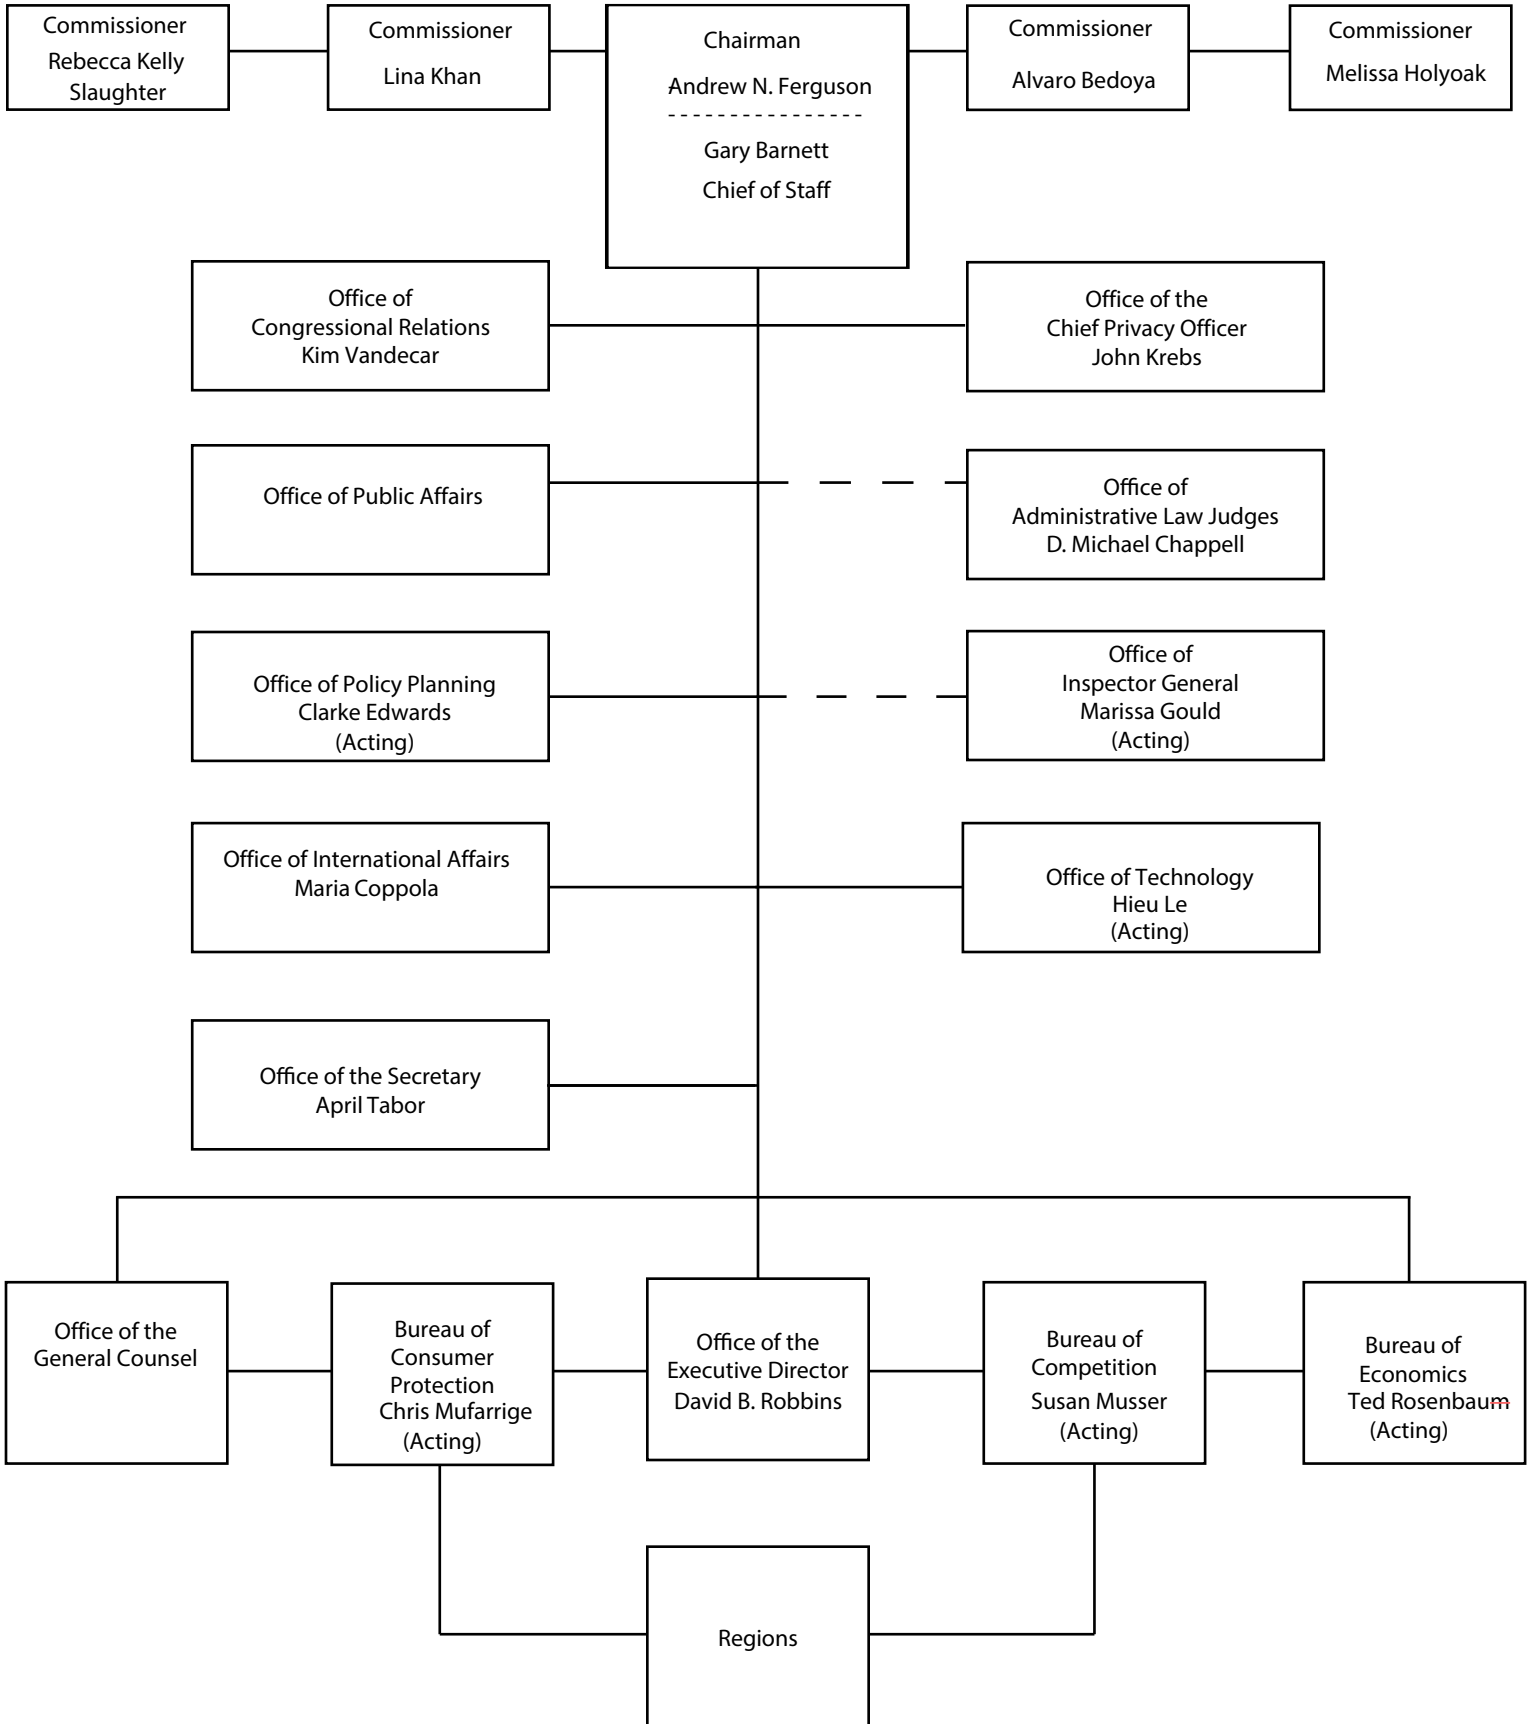 Commissioner
Rebecca Kelly
Slaughter
Commissioner
Lina Khan
Chairman
Andrew N. Ferguson
----------------
Gary Barnett
Chief of Staff
Commissioner
Alvaro Bedoya
Commissioner
Melissa Holyoak
Office of
Congressional Relations
Kim Vandecar
Office of the
Chief Privacy Officer
John Krebs
Office of Public Affairs
Office of
Administrative Law Judges
D. Michael Chappell
Office of Policy Planning
Clarke Edwards
(Acting)
Office of
Inspector General
Marissa Gould
(Acting)
Office of International Affairs
Maria Coppola
Office of Technology
Hieu Le
(Acting)
Office of the Secretary
April Tabor
Office of the
General Counsel
Bureau of
Consumer
Protection
Chris Mufarrige
(Acting)
Office of the
Executive Director
David B. Robbins
Bureau of
Competition
Susan Musser
(Acting)
Bureau of
Economics
Ted Rosenbaum
(Acting)
Regions